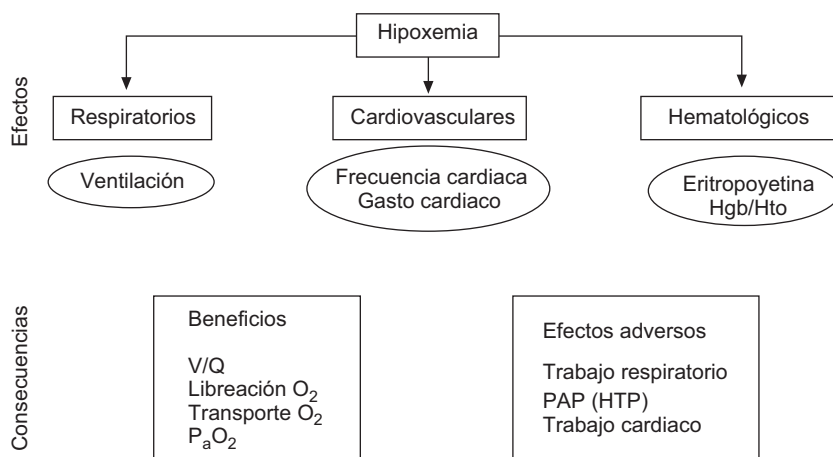 Hipoxemia
Efectos
Respiratorios
Cardiovasculares
Hematológicos
Ventilación
Frecuencia cardiaca
Gasto cardiaco
Eritropoyetina
Hgb/Hto
Consecuencias
Beneficios
V/Q
Libreación O₂
Transporte O₂
PₐO₂
Efectos adversos
Trabajo respiratorio
PAP (HTP)
Trabajo cardiaco